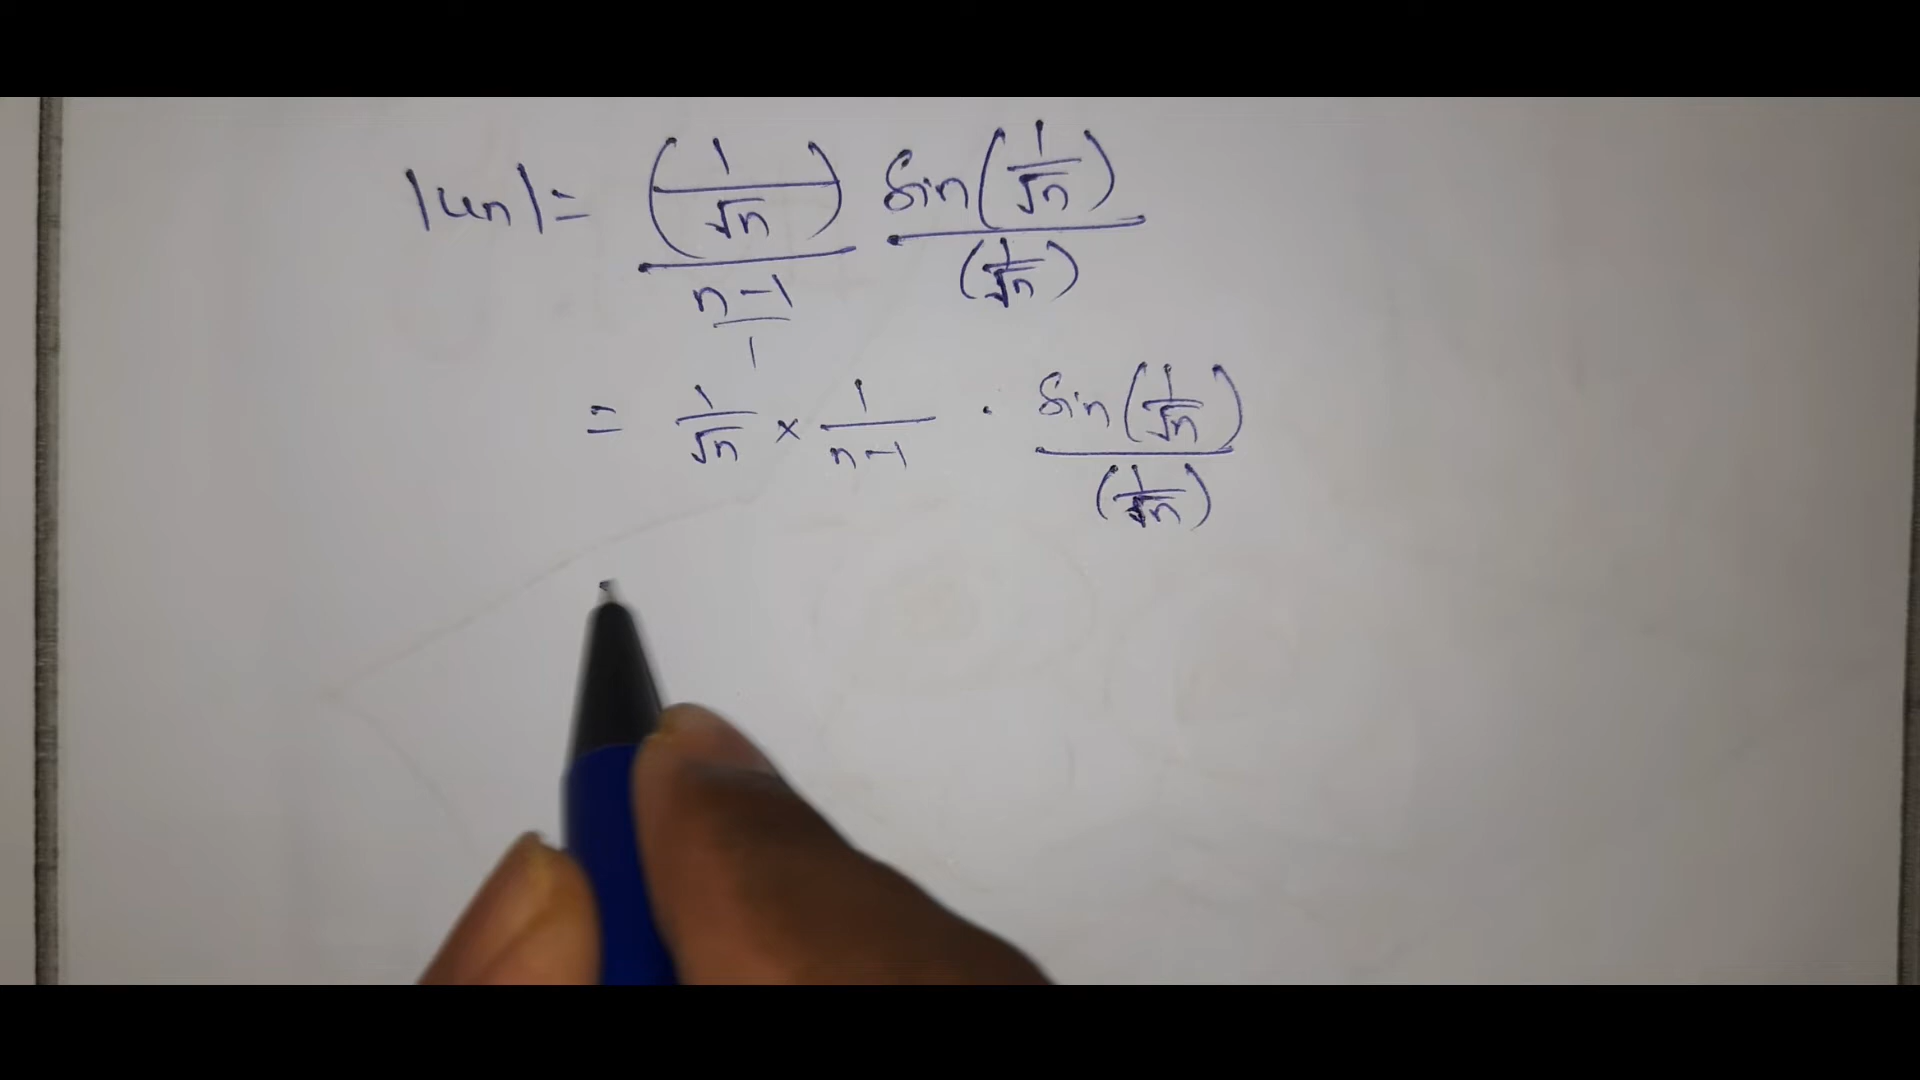 |un| = (1/√n)/((n-1)/1) sin(1/√n)/(1/√n)
= 1/√n × 1/(n-1) · sin(1/√n)/(1/√n)